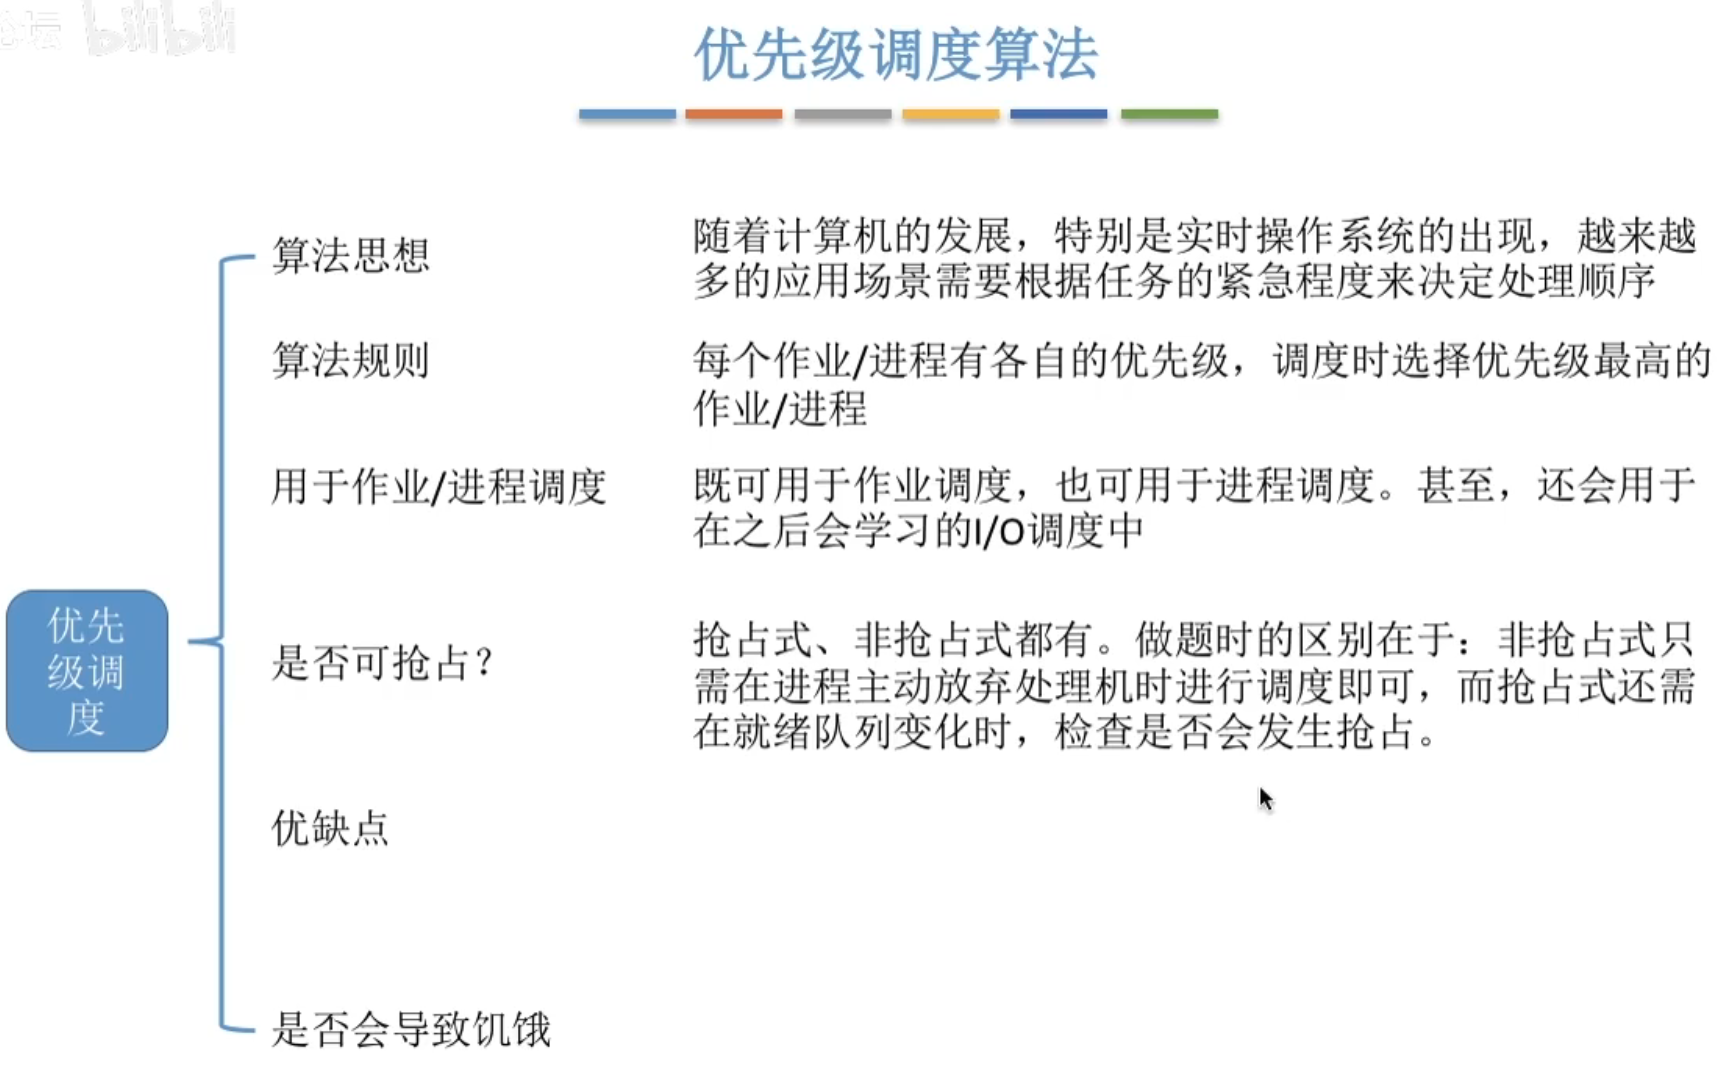 论坛 bilibili
优先级调度算法
算法思想
随着计算机的发展，特别是实时操作系统的出现，越来越
多的应用场景需要根据任务的紧急程度来决定处理顺序
算法规则
每个作业/进程有各自的优先级，调度时选择优先级最高的
作业/进程
用于作业/进程调度
既可用于作业调度，也可用于进程调度。甚至，还会用于
在之后会学习的I/O调度中
优先
级调
度
是否可抢占？
抢占式、非抢占式都有。做题时的区别在于：非抢占式只
需在进程主动放弃处理机时进行调度即可，而抢占式还需
在就绪队列变化时，检查是否会发生抢占。
优缺点
是否会导致饥饿